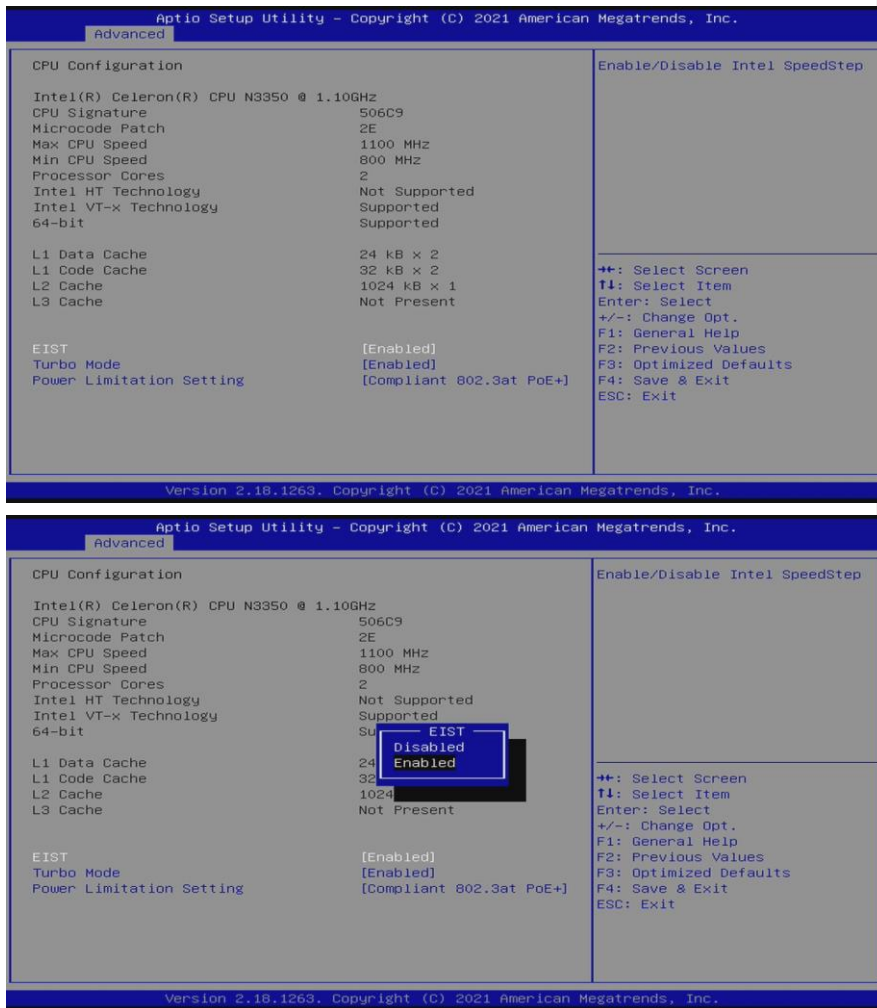 Aptio Setup Utility – Copyright (C) 2021 American Megatrends, Inc.
Advanced
CPU Configuration
Intel(R) Celeron(R) CPU N3350 @ 1.10GHz
CPU Signature 506C9
Microcode Patch 2E
Max CPU Speed 1100 MHz
Min CPU Speed 800 MHz
Processor Cores 2
Intel HT Technology Not Supported
Intel VT-x Technology Supported
64-bit Supported
L1 Data Cache 24 kB x 2
L1 Code Cache 32 kB x 2
L2 Cache 1024 kB x 1
L3 Cache Not Present
EIST [Enabled]
Turbo Mode [Enabled]
Power Limitation Setting [Compliant 802.3at PoE+]
Enable/Disable Intel SpeedStep
→←: Select Screen
↑↓: Select Item
Enter: Select
+/-: Change Opt.
F1: General Help
F2: Previous Values
F3: Optimized Defaults
F4: Save & Exit
ESC: Exit
Version 2.18.1263. Copyright (C) 2021 American Megatrends, Inc.
Aptio Setup Utility – Copyright (C) 2021 American Megatrends, Inc.
Advanced
CPU Configuration
Intel(R) Celeron(R) CPU N3350 @ 1.10GHz
CPU Signature 506C9
Microcode Patch 2E
Max CPU Speed 1100 MHz
Min CPU Speed 800 MHz
Processor Cores 2
Intel HT Technology Not Supported
Intel VT-x Technology Supported
64-bit Su
L1 Data Cache 24
L1 Code Cache 32
L2 Cache 1024
L3 Cache Not Present
EIST
Disabled
Enabled
EIST [Enabled]
Turbo Mode [Enabled]
Power Limitation Setting [Compliant 802.3at PoE+]
Enable/Disable Intel SpeedStep
→←: Select Screen
↑↓: Select Item
Enter: Select
+/-: Change Opt.
F1: General Help
F2: Previous Values
F3: Optimized Defaults
F4: Save & Exit
ESC: Exit
Version 2.18.1263. Copyright (C) 2021 American Megatrends, Inc.